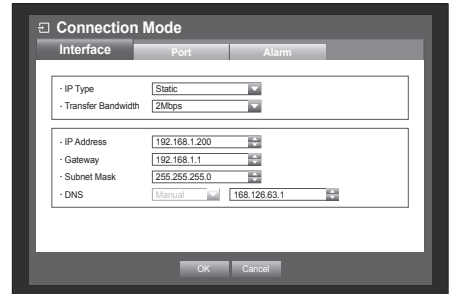 Connection Mode
Interface Port Alarm
· IP Type Static
· Transfer Bandwidth 2Mbps
· IP Address 192.168.1.200
· Gateway 192.168.1.1
· Subnet Mask 255.255.255.0
· DNS Manual 168.126.63.1
OK Cancel